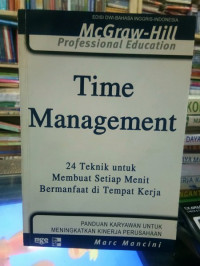 EDISI DWI BAHASA INGGRIS-INDONESIA
McGraw-Hill
Professional Education
Time
Management
24 Teknik untuk
Membuat Setiap Menit
Bermanfaat di Tempat Kerja
PANDUAN KARYAWAN UNTUK
MENINGKATKAN KINERJA PERUSAHAAN
Marc Mancini